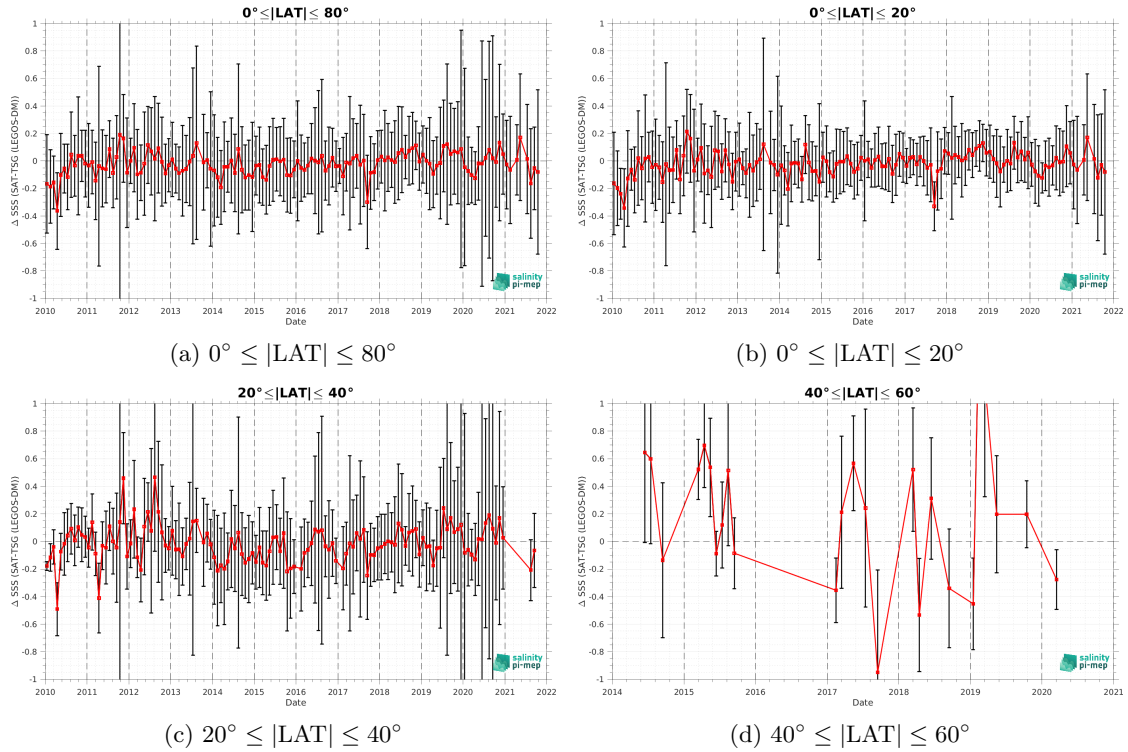 0°≤|LAT|≤ 80°
1
0.8
0.6
0.4
0.2
0
-0.2
-0.4
-0.6
-0.8
-1
Δ SSS (SAT-TSG (LEGOS-DM))
2010 2011 2012 2013 2014 2015 2016 2017 2018 2019 2020 2021 2022
Date
salinity
pi-mep
(a) 0° ≤ |LAT| ≤ 80°
0°≤|LAT|≤ 20°
1
0.8
0.6
0.4
0.2
0
-0.2
-0.4
-0.6
-0.8
-1
Δ SSS (SAT-TSG (LEGOS-DM))
2010 2011 2012 2013 2014 2015 2016 2017 2018 2019 2020 2021 2022
Date
salinity
pi-mep
(b) 0° ≤ |LAT| ≤ 20°
20°≤|LAT|≤ 40°
1
0.8
0.6
0.4
0.2
0
-0.2
-0.4
-0.6
-0.8
-1
Δ SSS (SAT-TSG (LEGOS-DM))
2010 2011 2012 2013 2014 2015 2016 2017 2018 2019 2020 2021 2022
Date
salinity
pi-mep
(c) 20° ≤ |LAT| ≤ 40°
40°≤|LAT|≤ 60°
1
0.8
0.6
0.4
0.2
0
-0.2
-0.4
-0.6
-0.8
-1
Δ SSS (SAT-TSG (LEGOS-DM))
2014 2015 2016 2017 2018 2019 2020 2021
Date
salinity
pi-mep
(d) 40° ≤ |LAT| ≤ 60°